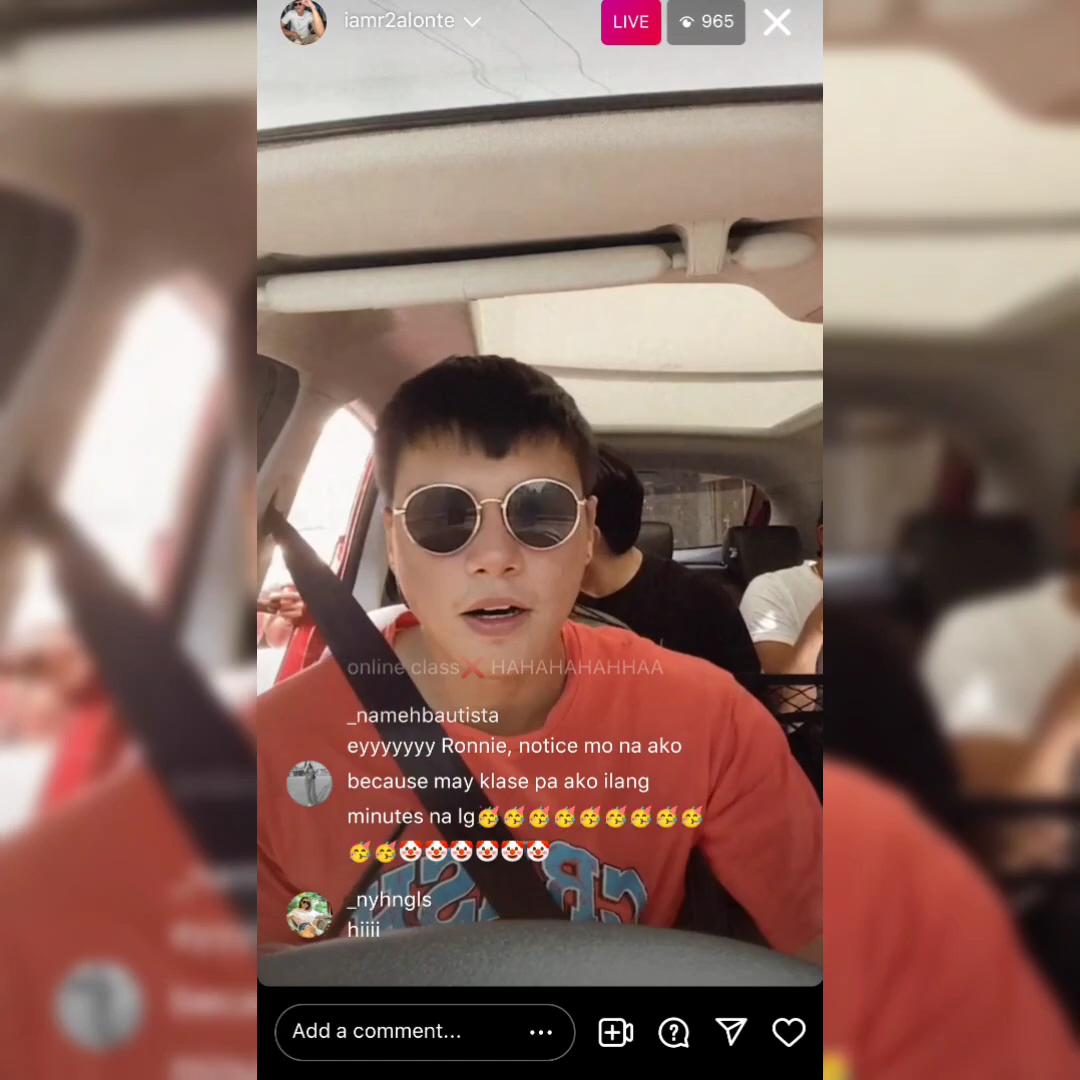 iamr2alonte
LIVE
965
online class❌ HAHAHAHAHHAA
_namehbautista
eyyyyyyy Ronnie, notice mo na ako
because may klase pa ako ilang
minutes na lg🥳🥳🥳🥳🥳🥳🥳🥳🥳
🥳🥳🤡🤡🤡🤡🤡🤡
_nyhngls
hiiii
Add a comment...